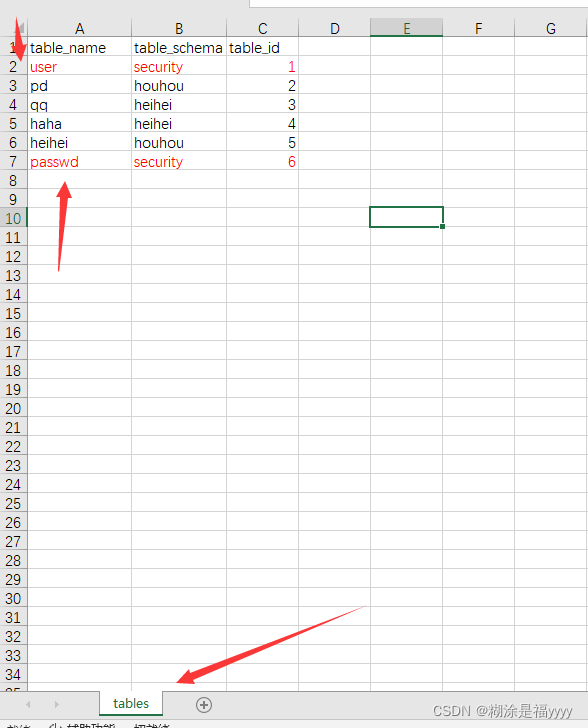 A B C D E F G
1 table_name table_schema table_id
2 user security 1
3 pd houhou 2
4 qq heihei 3
5 haha heihei 4
6 heihei houhou 5
7 passwd security 6
8
9
10
11
12
13
14
15
16
17
18
19
20
21
22
23
24
25
26
27
28
29
30
31
32
33
34
tables
CSDN @糊涂是福yyyy